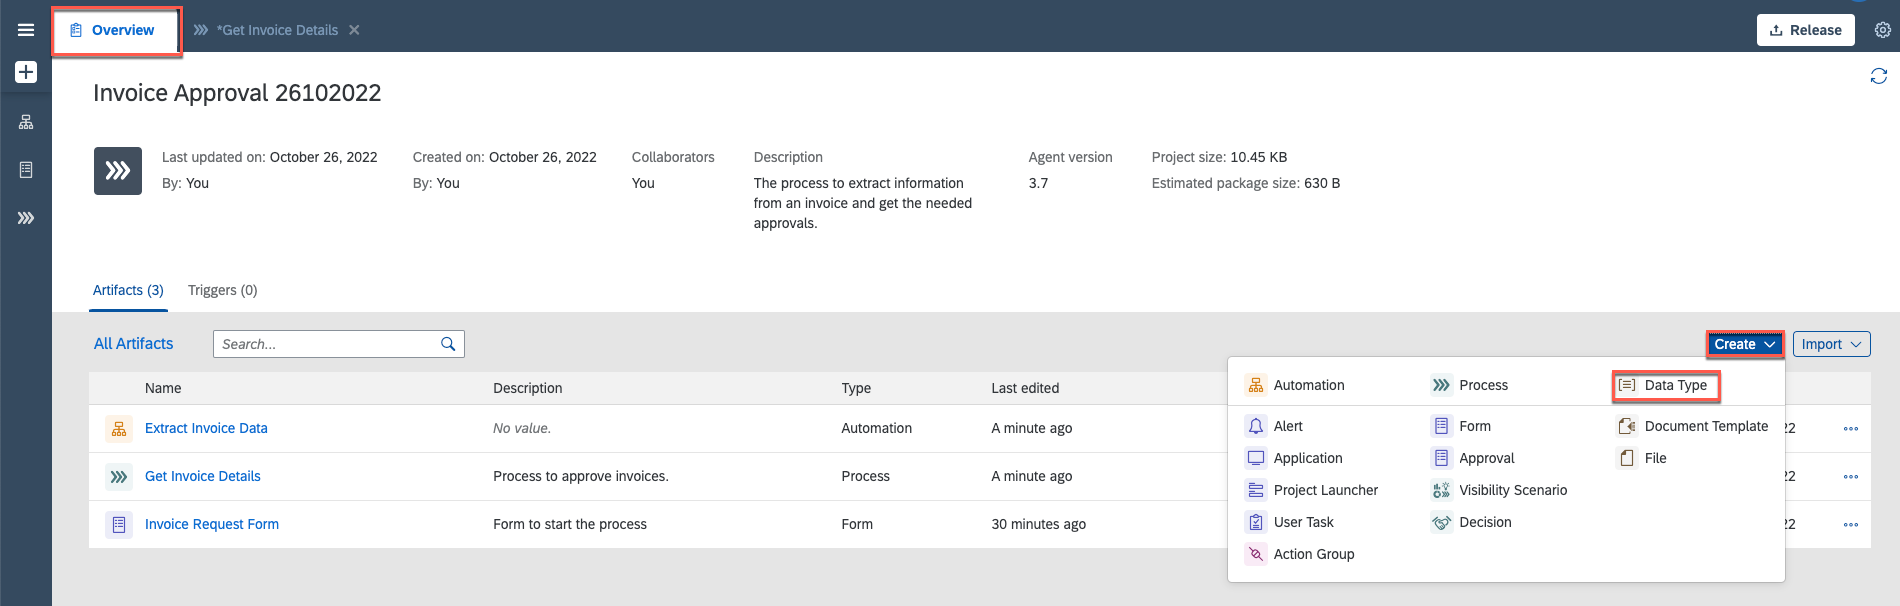 Overview
*Get Invoice Details
Release
Invoice Approval 26102022
Last updated on: October 26, 2022
By: You
Created on: October 26, 2022
By: You
Collaborators
You
Description
The process to extract information
from an invoice and get the needed
approvals.
Agent version
3.7
Project size: 10.45 KB
Estimated package size: 630 B
Artifacts (3)
Triggers (0)
All Artifacts
Search...
Create
Import
Name Description Type Last edited
Extract Invoice Data No value. Automation A minute ago 22
Get Invoice Details Process to approve invoices. Process A minute ago 22
Invoice Request Form Form to start the process Form 30 minutes ago 22
Automation
Process
Data Type
Alert
Form
Document Template
Application
Approval
File
Project Launcher
Visibility Scenario
User Task
Decision
Action Group